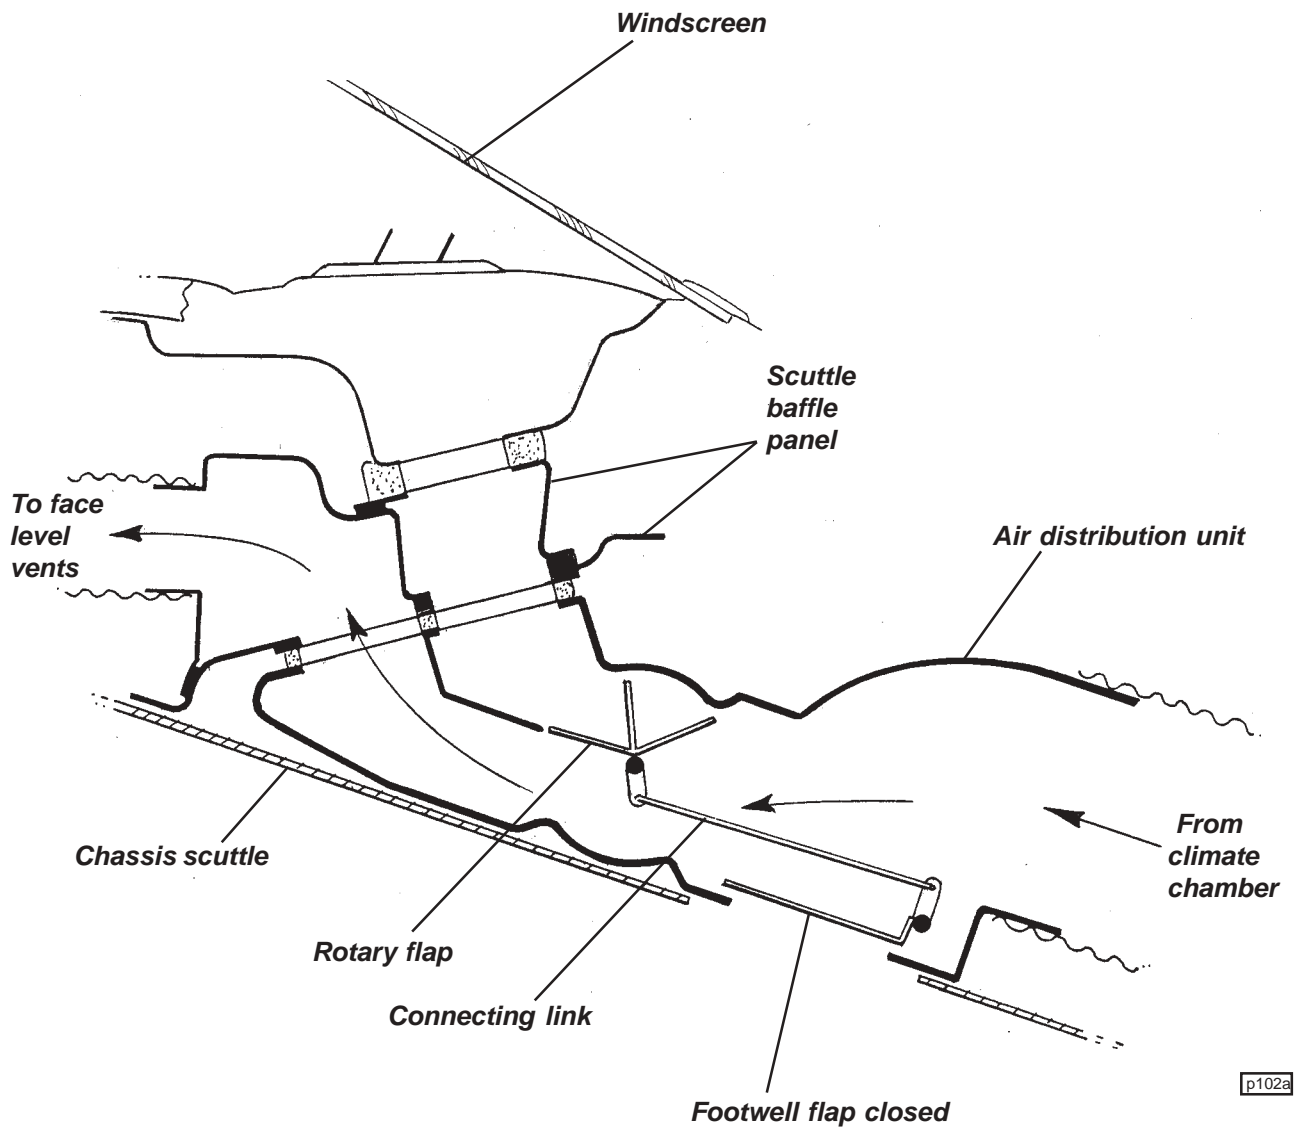 Windscreen
Scuttle
baffle
panel
To face
level
vents
Air distribution unit
From
climate
chamber
Chassis scuttle
Rotary flap
Connecting link
Footwell flap closed
p102a